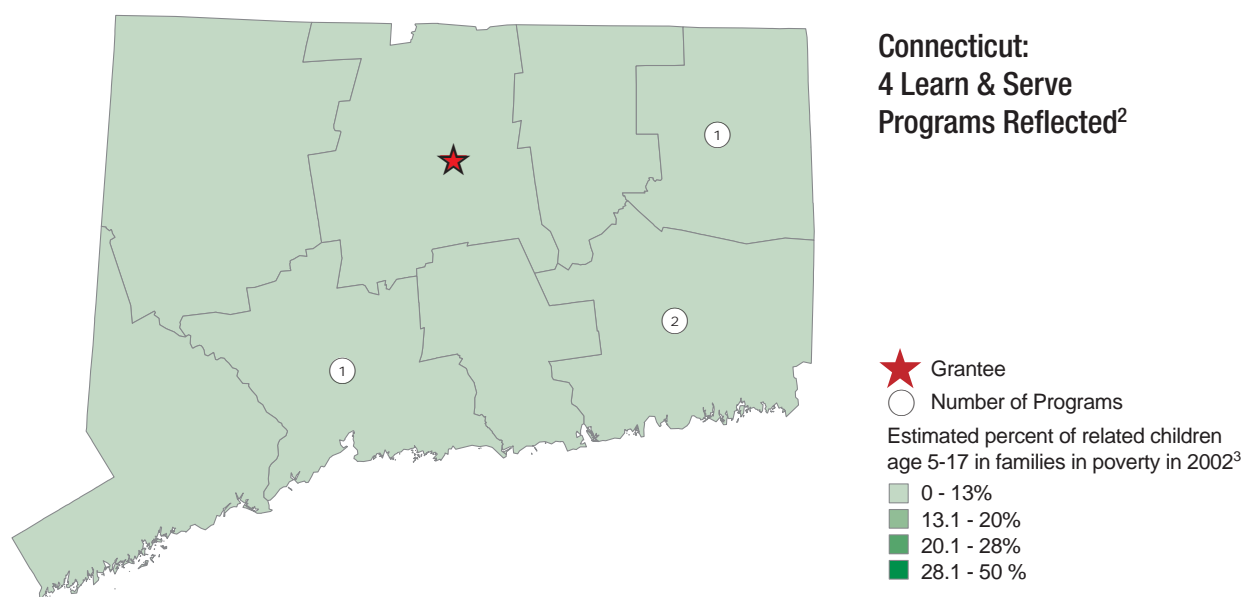 Connecticut:
4 Learn & Serve
Programs Reflected²
1
2
1
Grantee
Number of Programs
Estimated percent of related children
age 5-17 in families in poverty in 2002³
0 - 13%
13.1 - 20%
20.1 - 28%
28.1 - 50 %